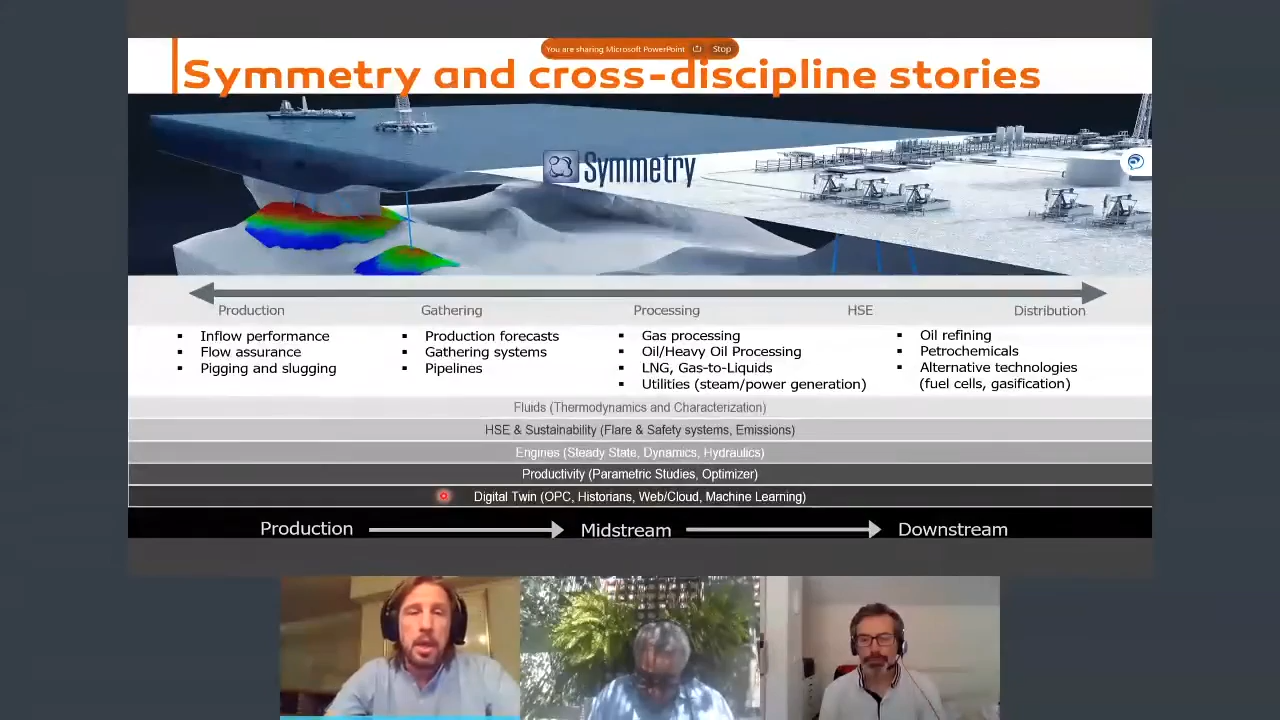 You are sharing Microsoft PowerPoint Stop
Symmetry and cross-discipline stories
Symmetry
Production Gathering Processing HSE Distribution
▪ Inflow performance
▪ Flow assurance
▪ Pigging and slugging
▪ Production forecasts
▪ Gathering systems
▪ Pipelines
▪ Gas processing
▪ Oil/Heavy Oil Processing
▪ LNG, Gas-to-Liquids
▪ Utilities (steam/power generation)
▪ Oil refining
▪ Petrochemicals
▪ Alternative technologies
(fuel cells, gasification)
Fluids (Thermodynamics and Characterization)
HSE & Sustainability (Flare & Safety systems, Emissions)
Engines (Steady State, Dynamics, Hydraulics)
Productivity (Parametric Studies, Optimizer)
Digital Twin (OPC, Historians, Web/Cloud, Machine Learning)
Production Midstream Downstream